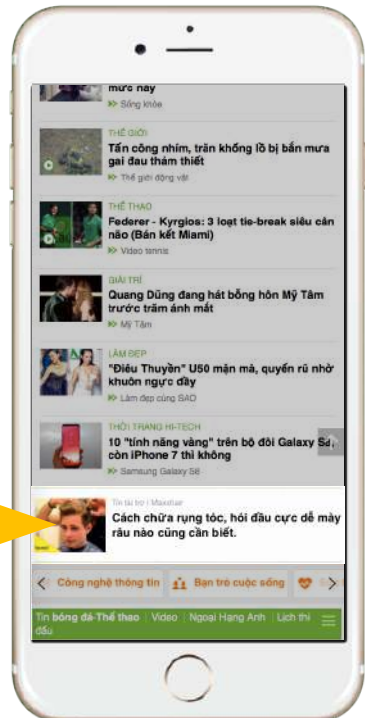 mức này
Sống khỏe
THẾ GIỚI
Tấn công nhím, trăn khổng lồ bị bắn mưa
gai đau thảm thiết
Thế giới động vật
THỂ THAO
Federer - Kyrgios: 3 loạt tie-break siêu cân
não (Bán kết Miami)
Video tennis
GIẢI TRÍ
Quang Dũng đang hát bỗng hôn Mỹ Tâm
trước trăm ánh mắt
Mỹ Tâm
LÀM ĐẸP
"Điêu Thuyền" U50 mặn mà, quyến rũ nhờ
khuôn ngực đầy
Làm đẹp cùng SAO
THỜI TRANG HI-TECH
10 "tính năng vàng" trên bộ đôi Galaxy S8,
còn iPhone 7 thì không
Samsung Galaxy S8
Tin tài trợ | Maxxhair
Cách chữa rụng tóc, hói đầu cực dễ mày
râu nào cũng cần biết.
Công nghệ thông tin Bạn trẻ cuộc sống
Tin bóng đá-Thể thao | Video | Ngoại Hạng Anh | Lịch thi
đấu